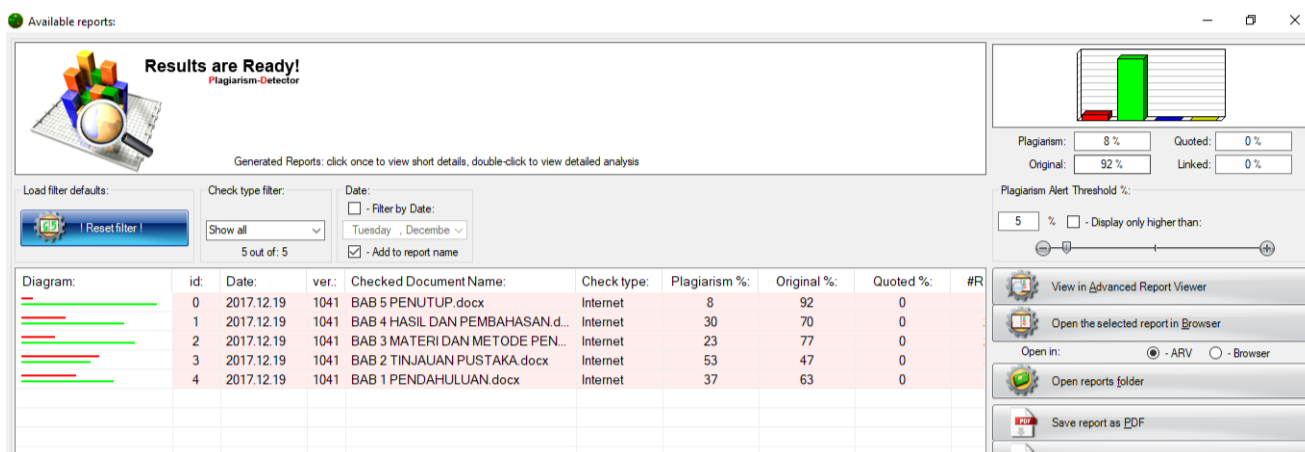 Available reports:
Results are Ready!
Plagiarism-Detector
Generated Reports: click once to view short details, double-click to view detailed analysis
Plagiarism: 8 % Quoted: 0 %
Original: 92 % Linked: 0 %
Load filter defaults:
! Reset filter !
Check type filter:
Show all
5 out of: 5
Date:
- Filter by Date:
Tuesday , Decembe
- Add to report name
Plagiarism Alert Threshold %:
5 % - Display only higher than:
Diagram: id: Date: ver.: Checked Document Name: Check type: Plagiarism %: Original %: Quoted %: #R
0 2017.12.19 1041 BAB 5 PENUTUP.docx Internet 8 92 0
1 2017.12.19 1041 BAB 4 HASIL DAN PEMBAHASAN.d... Internet 30 70 0
2 2017.12.19 1041 BAB 3 MATERI DAN METODE PEN... Internet 23 77 0
3 2017.12.19 1041 BAB 2 TINJAUAN PUSTAKA.docx Internet 53 47 0
4 2017.12.19 1041 BAB 1 PENDAHULUAN.docx Internet 37 63 0
View in Advanced Report Viewer
Open the selected report in Browser
Open in: - ARV - Browser
Open reports folder
PDF
Save report as PDF